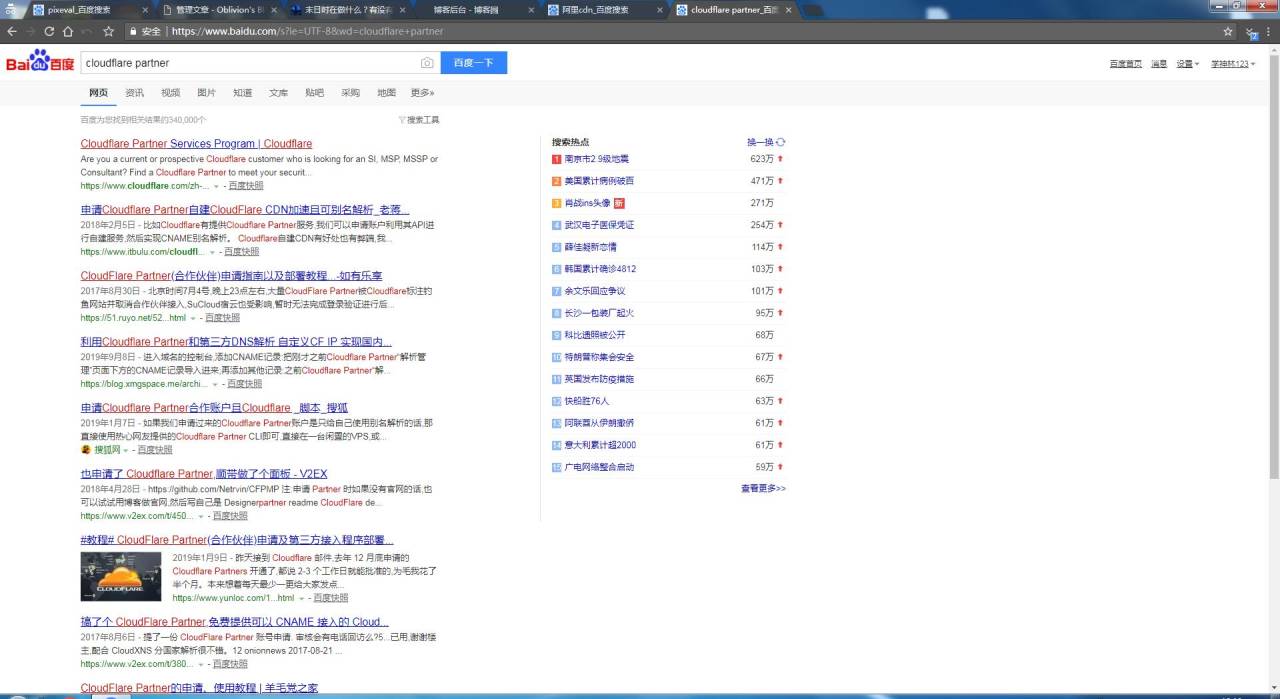 pixeval_百度搜索
管理文章 - Oblivion's B
末日时在做什么？有没
博客后台 - 博客园
阿里cdn_百度搜索
cloudflare partner_百
安全 https://www.baidu.com/s?ie=UTF-8&wd=cloudflare+partner
Bai百度
cloudflare partner
百度一下
百度首页 消息 设置 学神林123
网页 资讯 视频 图片 知道 文库 贴吧 采购 地图 更多»
百度为您找到相关结果约340,000个
搜索工具
Cloudflare Partner Services Program | Cloudflare
Are you a current or prospective Cloudflare customer who is looking for an SI, MSP, MSSP or
Consultant? Find a Cloudflare Partner to meet your securit...
https://www.cloudflare.com/zh-... - 百度快照
申请Cloudflare Partner自建CloudFlare CDN加速且可别名解析_老蒋...
2018年2月5日 - 比如Cloudflare有提供Cloudflare Partner服务,我们可以申请账户利用其API进
行自建服务,然后实现CNAME别名解析。 Cloudflare自建CDN有好处也有弊端,我...
https://www.itbulu.com/cloudfl... - 百度快照
CloudFlare Partner(合作伙伴)申请指南以及部署教程...-如有乐享
2017年8月30日 - 北京时间7月4号,晚上23点左右,大量CloudFlare Partner被Cloudflare标注钓
鱼网站并取消合作伙伴接入,SuCloud宿云也受影响,暂时无法完成登录验证进行后...
https://51.ruyo.net/52...html - 百度快照
利用Cloudflare Partner和第三方DNS解析 自定义CF IP 实现国内...
2019年9月8日 - 进入域名的控制台,添加CNAME记录:把刚才之前Cloudflare Partner"解析管
理"页面下方的CNAME记录导入进来;再添加其他记录:之前Cloudflare Partner"解...
https://blog.xmgspace.me/archi... - 百度快照
申请Cloudflare Partner合作账户且Cloudflare _脚本_搜狐
2019年1月7日 - 如果我们申请过来的Cloudflare Partner账户是只给自己使用别名解析的话,那
直接使用热心网友提供的Cloudflare Partner CLI即可,直接在一台闲置的VPS,或...
搜狐网 - 百度快照
也申请了 Cloudflare Partner,顺带做了个面板 - V2EX
2018年4月28日 - https://github.com/Netrvin/CFPMP 注:申请 Partner 时如果没有官网的话,也
可以试试用博客做官网,然后写自己是 Designerpartner readme CloudFlare de...
https://www.v2ex.com/t/450... - 百度快照
#教程# CloudFlare Partner(合作伙伴)申请及第三方接入程序部署...
CLOUDFLARE
2019年1月9日 - 昨天接到 Cloudflare 邮件,去年 12 月底申请的
Cloudflare Partners 开通了,都说 2-3 个工作日就能批准的,为毛我花了
半个月。本来想着每天最少一更给大家发点...
https://www.yunloc.com/1...html - 百度快照
搞了个 CloudFlare Partner,免费提供可以 CNAME 接入的 Cloud...
2017年8月6日 - 提了一份 CloudFlare Partner 账号申请. 审核会有电话回访么?5...已用,谢谢楼
主,配合 CloudXNS 分国家解析很不错。12 onionnews 2017-08-21 ...
https://www.v2ex.com/t/380... - 百度快照
CloudFlare Partner的申请、使用教程 | 羊毛党之家
搜索热点 换一换
1 南京市2.9级地震 623万
2 美国累计病例破百 471万
3 肖战ins头像 新 271万
4 武汉电子医保凭证 254万
5 薛佳凝新恋情 114万
6 韩国累计确诊4812 103万
7 余文乐回应争议 101万
8 长沙一包装厂起火 95万
9 科比遗照被公开 68万
10 特朗普称集会安全 67万
11 英国发布防疫措施 66万
12 快船胜76人 63万
13 阿联酋从伊朗撤侨 61万
14 意大利累计超2000 61万
15 广电网络整合启动 59万
查看更多>>